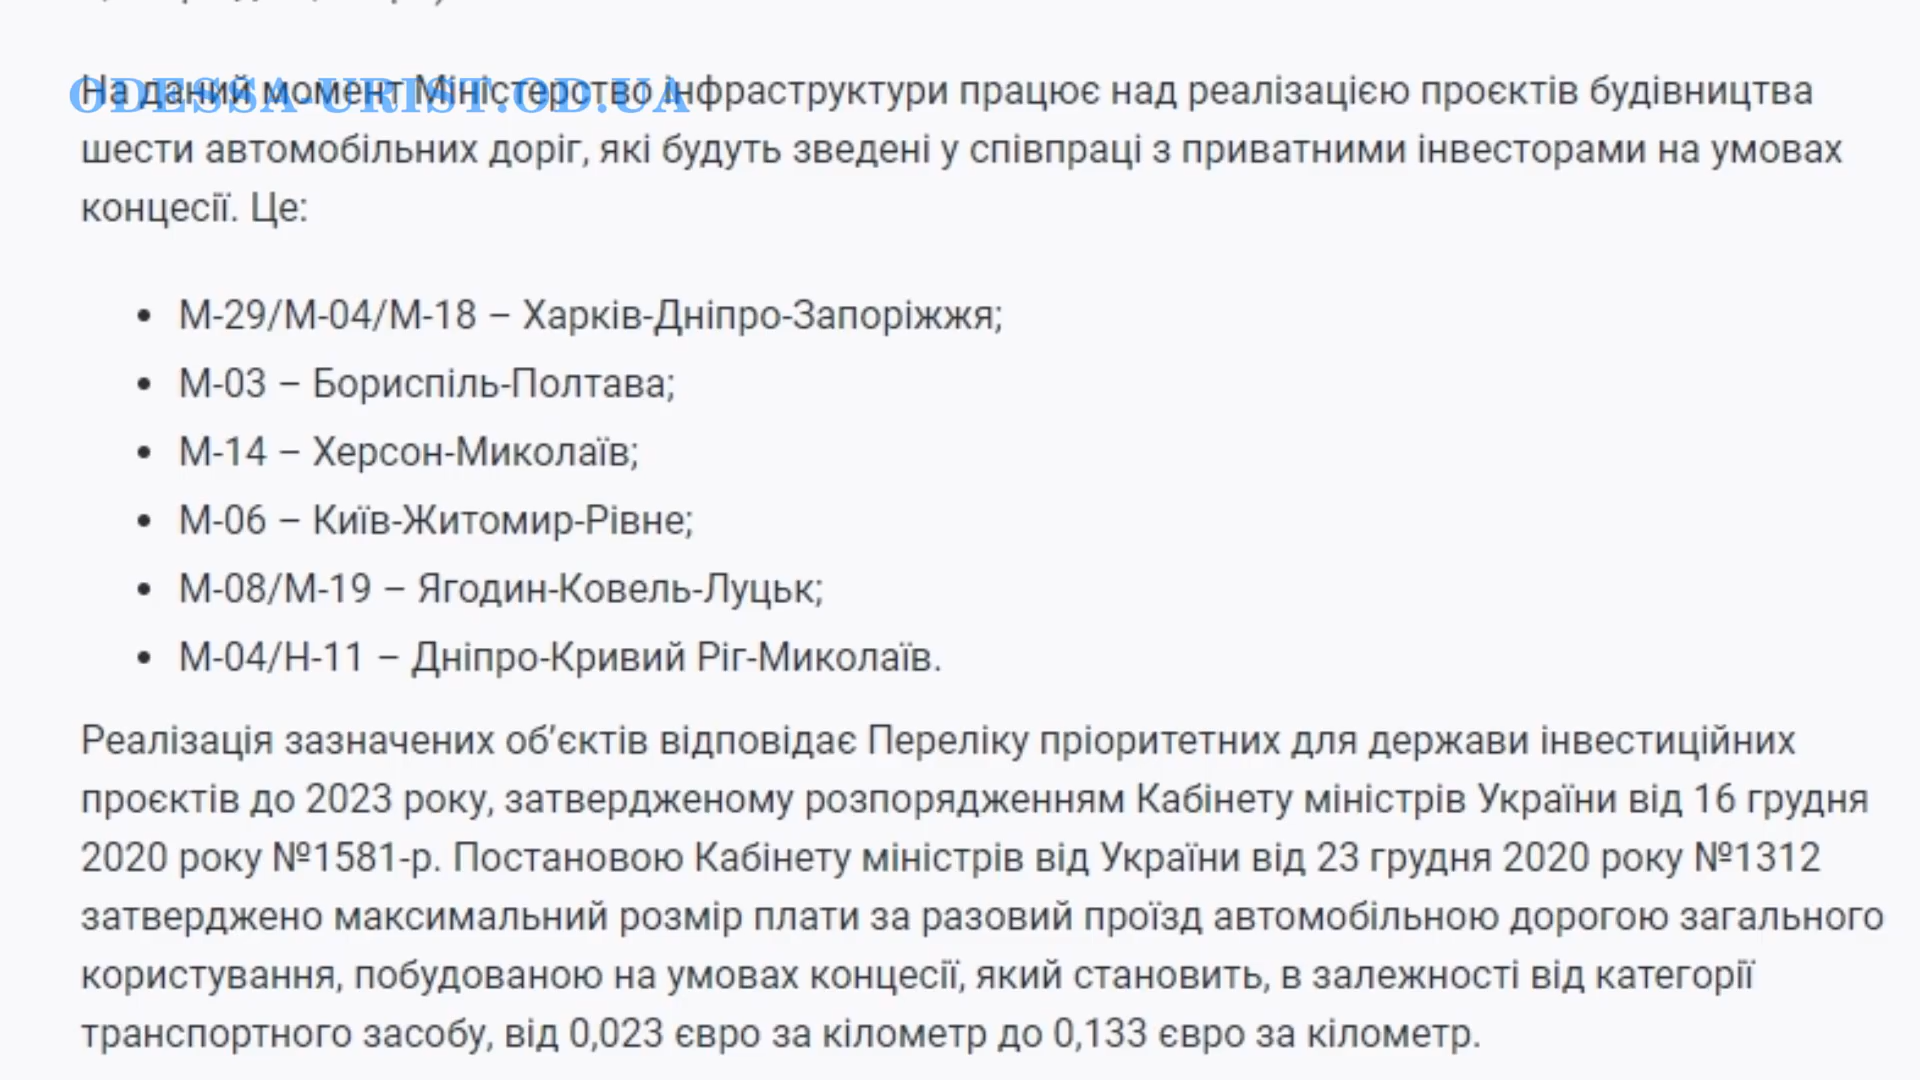 ODESSA-URIST.OD.UA
На даний момент Міністерство інфраструктури працює над реалізацією проєктів будівництва
шести автомобільних доріг, які будуть зведені у співпраці з приватними інвесторами на умовах
концесії. Це:
• М-29/М-04/М-18 – Харків-Дніпро-Запоріжжя;
• М-03 – Бориспіль-Полтава;
• М-14 – Херсон-Миколаїв;
• М-06 – Київ-Житомир-Рівне;
• М-08/М-19 – Ягодин-Ковель-Луцьк;
• М-04/Н-11 – Дніпро-Кривий Ріг-Миколаїв.
Реалізація зазначених об’єктів відповідає Переліку пріоритетних для держави інвестиційних
проєктів до 2023 року, затвердженому розпорядженням Кабінету міністрів України від 16 грудня
2020 року №1581-р. Постановою Кабінету міністрів від України від 23 грудня 2020 року №1312
затверджено максимальний розмір плати за разовий проїзд автомобільною дорогою загального
користування, побудованою на умовах концесії, який становить, в залежності від категорії
транспортного засобу, від 0,023 євро за кілометр до 0,133 євро за кілометр.